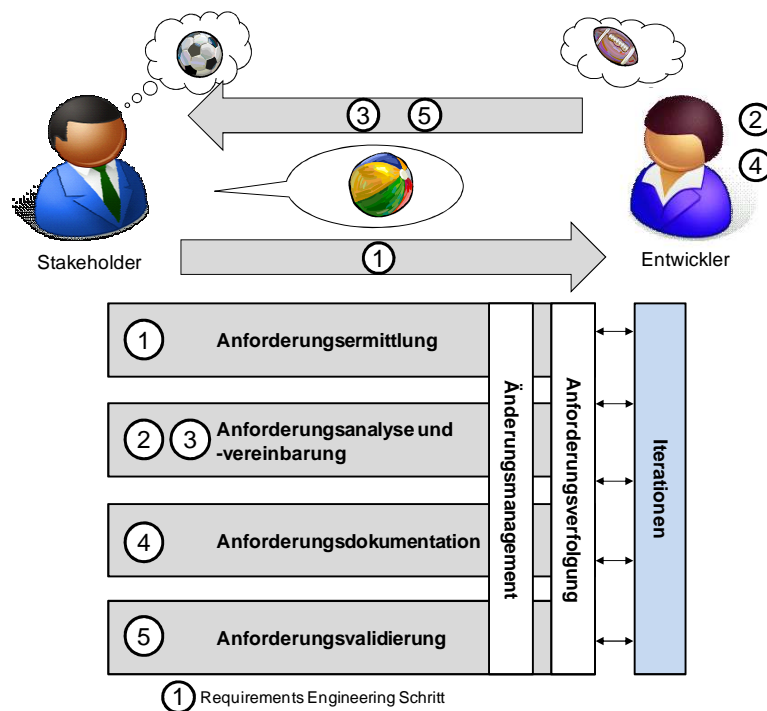 3 5
2
4
Stakeholder
1
Entwickler
1 Anforderungsermittlung
2 3 Anforderungsanalyse und
-vereinbarung
4 Anforderungsdokumentation
5 Anforderungsvalidierung
Änderungsmanagement
Anforderungsverfolgung
Iterationen
1 Requirements Engineering Schritt